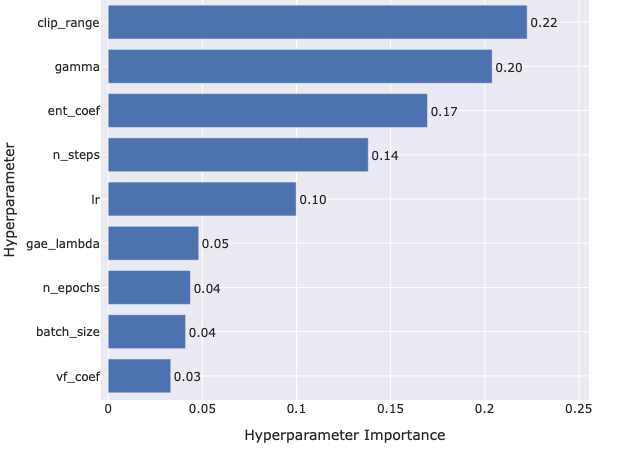 clip_range 0.22
gamma 0.20
ent_coef 0.17
n_steps 0.14
lr 0.10
gae_lambda 0.05
n_epochs 0.04
batch_size 0.04
vf_coef 0.03
0 0.05 0.1 0.15 0.2 0.25
Hyperparameter Importance
Hyperparameter